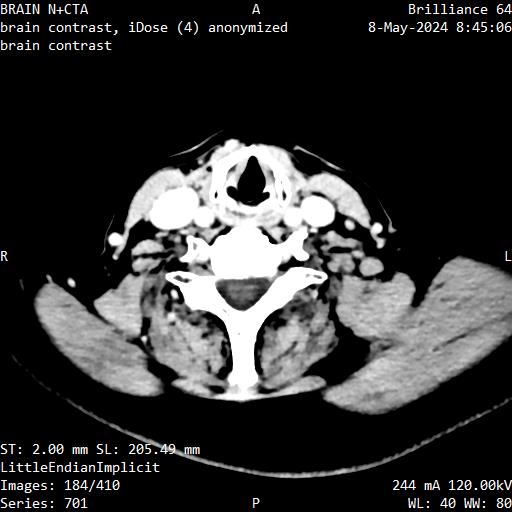 BRAIN N+CTA
A
Brilliance 64
brain contrast, iDose (4) anonymized
8-May-2024 8:45:06
brain contrast
R
L
ST: 2.00 mm SL: 205.49 mm
LittleEndianImplicit
Images: 184/410
244 mA 120.00kV
Series: 701
P
WL: 40 WW: 80